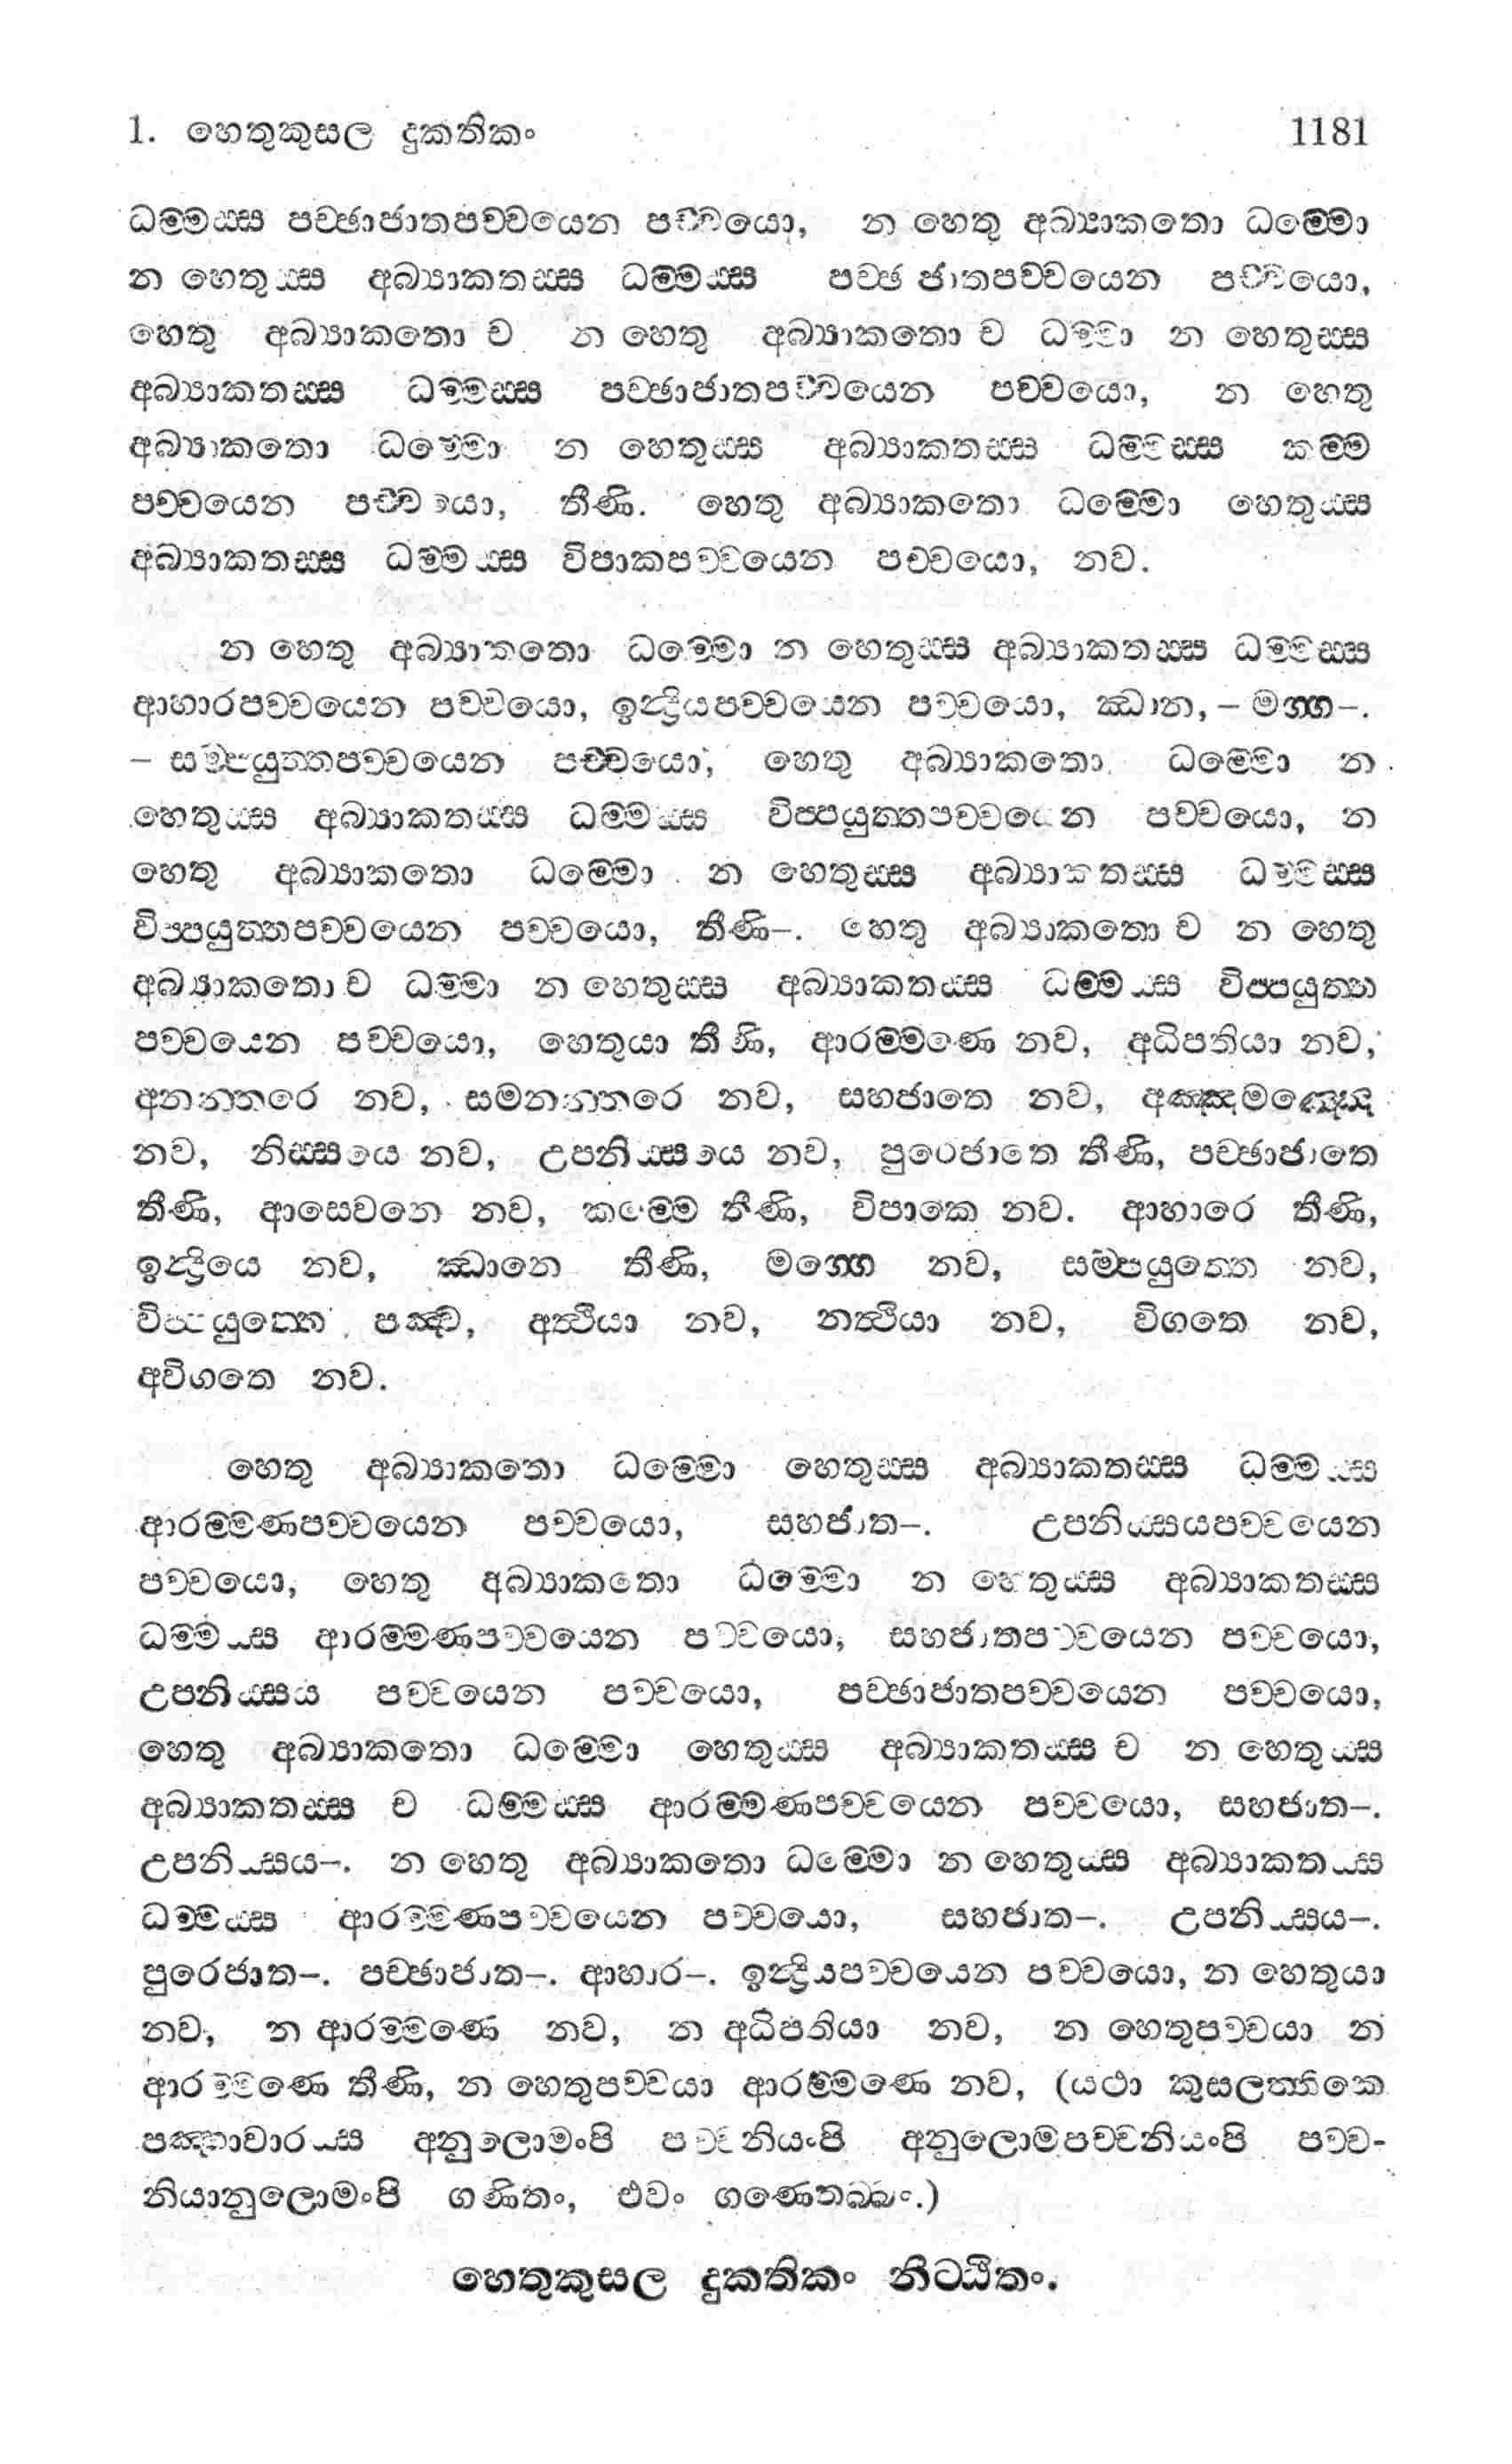 1. හෙතුකුසල දුකතිකං 1181
ධම්මස්ස පච්ඡාජාතපච්චයෙන පච්චයො, න හෙතු අබ්‍යාකතො ධම්මො
න හෙතුස්ස අබ්‍යාකතස්ස ධම්මස්ස පච්ඡාජාතපච්චයෙන පච්චයො,
හෙතු අබ්‍යාකතො ච න හෙතු අබ්‍යාකතො ච ධම්මා න හෙතුස්ස
අබ්‍යාකතස්ස ධම්මස්ස පච්ඡාජාතපච්චයෙන පච්චයො, න හෙතු
අබ්‍යාකතො ධම්මො න හෙතුස්ස අබ්‍යාකතස්ස ධම්මස්ස කම්ම
පච්චයෙන පච්චයො, තීණි. හෙතු අබ්‍යාකතො ධම්මො හෙතුස්ස
අබ්‍යාකතස්ස ධම්මස්ස විපාකපච්චයෙන පච්චයො, නව.
න හෙතු අබ්‍යාකතො ධම්මො න හෙතුස්ස අබ්‍යාකතස්ස ධම්මස්ස
ආහාරපච්චයෙන පච්චයො, ඉන්ද්‍රියපච්චයෙන පච්චයො, ඣාන, – මග්ග–.
– සම්පයුත්තපච්චයෙන පච්චයො, හෙතු අබ්‍යාකතො ධම්මො න
හෙතුස්ස අබ්‍යාකතස්ස ධම්මස්ස විප්පයුත්තපච්චයෙන පච්චයො, න
හෙතු අබ්‍යාකතො ධම්මො න හෙතුස්ස අබ්‍යාකතස්ස ධම්මස්ස
විප්පයුත්තපච්චයෙන පච්චයො, තීණි–. හෙතු අබ්‍යාකතො ච න හෙතු
අබ්‍යාකතො ච ධම්මා න හෙතුස්ස අබ්‍යාකතස්ස ධම්මස්ස විප්පයුත්ත
පච්චයෙන පච්චයො, හෙතුයා තීණි, ආරම්මණෙ නව, අධිපතියා නව,
අනන්තරෙ නව, සමනන්තරෙ නව, සහජාතෙ නව, අඤ්ඤමඤ්ඤෙ
නව, නිස්සයෙ නව, උපනිස්සයෙ නව, පුරෙජාතෙ තීණි, පච්ඡාජාතෙ
තීණි, ආසෙවනෙ නව, කම්මෙ තීණි, විපාකෙ නව. ආහාරෙ තීණි,
ඉන්ද්‍රියෙ නව, ඣානෙ තීණි, මග්ගෙ නව, සම්පයුත්තෙ නව,
විප්පයුත්තෙ පඤ්ච, අත්ථියා නව, නත්ථියා නව, විගතෙ නව,
අවිගතෙ නව.
හෙතු අබ්‍යාකතො ධම්මො හෙතුස්ස අබ්‍යාකතස්ස ධම්මස්ස
ආරම්මණපච්චයෙන පච්චයො, සහජාත–. උපනිස්සයපච්චයෙන
පච්චයො, හෙතු අබ්‍යාකතො ධම්මො න හෙතුස්ස අබ්‍යාකතස්ස
ධම්මස්ස ආරම්මණපච්චයෙන පච්චයො, සහජාතපච්චයෙන පච්චයො,
උපනිස්සය පච්චයෙන පච්චයො, පච්ඡාජාතපච්චයෙන පච්චයො,
හෙතු අබ්‍යාකතො ධම්මො හෙතුස්ස අබ්‍යාකතස්ස ච න හෙතුස්ස
අබ්‍යාකතස්ස ච ධම්මස්ස ආරම්මණපච්චයෙන පච්චයො, සහජාත–.
උපනිස්සය–. න හෙතු අබ්‍යාකතො ධම්මො න හෙතුස්ස අබ්‍යාකතස්ස
ධම්මස්ස ආරම්මණපච්චයෙන පච්චයො, සහජාත–. උපනිස්සය–.
පුරෙජාත–. පච්ඡාජාත–. ආහාර–. ඉන්ද්‍රියපච්චයෙන පච්චයො, න හෙතුයා
නව, න ආරම්මණෙ නව, න අධිපතියා නව, න හෙතුපච්චයා න
ආරම්මණෙ තීණි, න හෙතුපච්චයා ආරම්මණෙ නව, (යථා කුසලත්තිකෙ
පඤ්හාවාරස්ස අනුලොමංපි පච්චනියංපි අනුලොමපච්චනියංපි පච්ච-
නියානුලොමංපි ගණිතං, එවං ගණෙතබ්බං.)
හෙතුකුසල දුකතිකං නිට්ඨිතං.